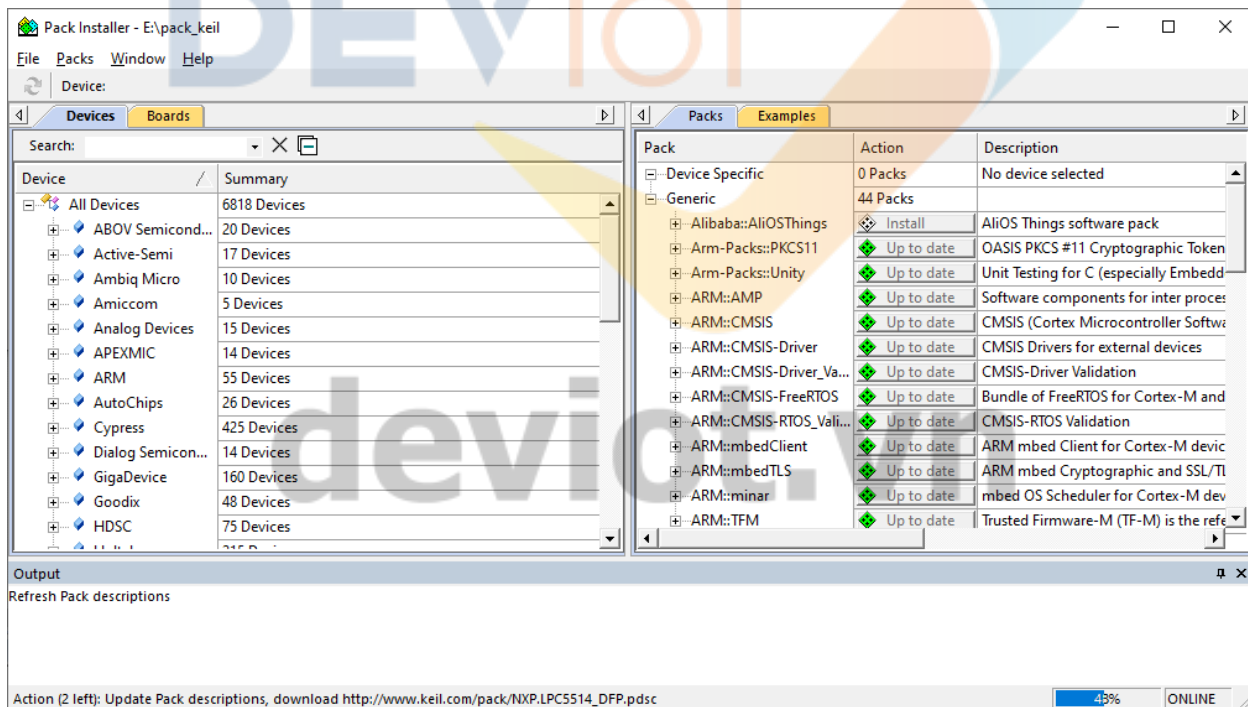 DEVIOT
Pack Installer - E:\pack_keil
File Packs Window Help
Device:
Devices Boards
Search:
Device Summary
All Devices 6818 Devices
ABOV Semicond... 20 Devices
Active-Semi 17 Devices
Ambiq Micro 10 Devices
Amiccom 5 Devices
Analog Devices 15 Devices
APEXMIC 14 Devices
ARM 55 Devices
AutoChips 26 Devices
Cypress 425 Devices
Dialog Semicon... 14 Devices
GigaDevice 160 Devices
Goodix 48 Devices
HDSC 75 Devices
Packs Examples
Pack Action Description
Device Specific 0 Packs No device selected
Generic 44 Packs
Alibaba::AliOSThings Install AliOS Things software pack
Arm-Packs::PKCS11 Up to date OASIS PKCS #11 Cryptographic Token
Arm-Packs::Unity Up to date Unit Testing for C (especially Embedd
ARM::AMP Up to date Software components for inter proces
ARM::CMSIS Up to date CMSIS (Cortex Microcontroller Softwa
ARM::CMSIS-Driver Up to date CMSIS Drivers for external devices
ARM::CMSIS-Driver_Va... Up to date CMSIS-Driver Validation
ARM::CMSIS-FreeRTOS Up to date Bundle of FreeRTOS for Cortex-M and
ARM::CMSIS-RTOS_Vali... Up to date CMSIS-RTOS Validation
ARM::mbedClient Up to date ARM mbed Client for Cortex-M devic
ARM::mbedTLS Up to date ARM mbed Cryptographic and SSL/TL
ARM::minar Up to date mbed OS Scheduler for Cortex-M dev
ARM::TFM Up to date Trusted Firmware-M (TF-M) is the refe
deviot.vn
Output
Refresh Pack descriptions
Action (2 left): Update Pack descriptions, download http://www.keil.com/pack/NXP.LPC5514_DFP.pdsc 43% ONLINE